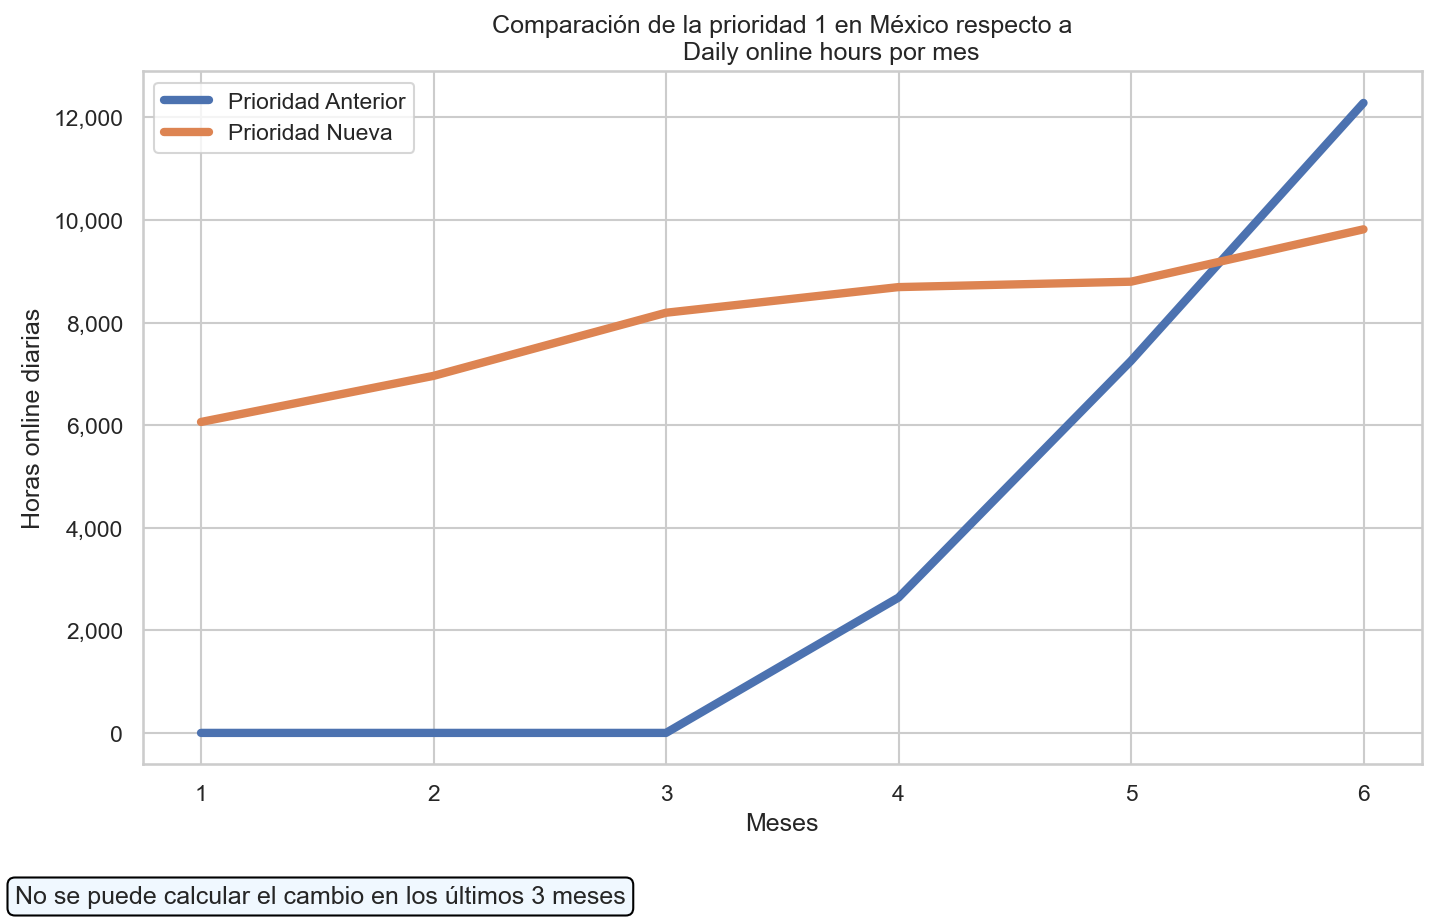 Comparación de la prioridad 1 en México respecto a
Daily online hours por mes
Prioridad Anterior
Prioridad Nueva
Horas online diarias
12,000
10,000
8,000
6,000
4,000
2,000
0
1 2 3 4 5 6
Meses
No se puede calcular el cambio en los últimos 3 meses